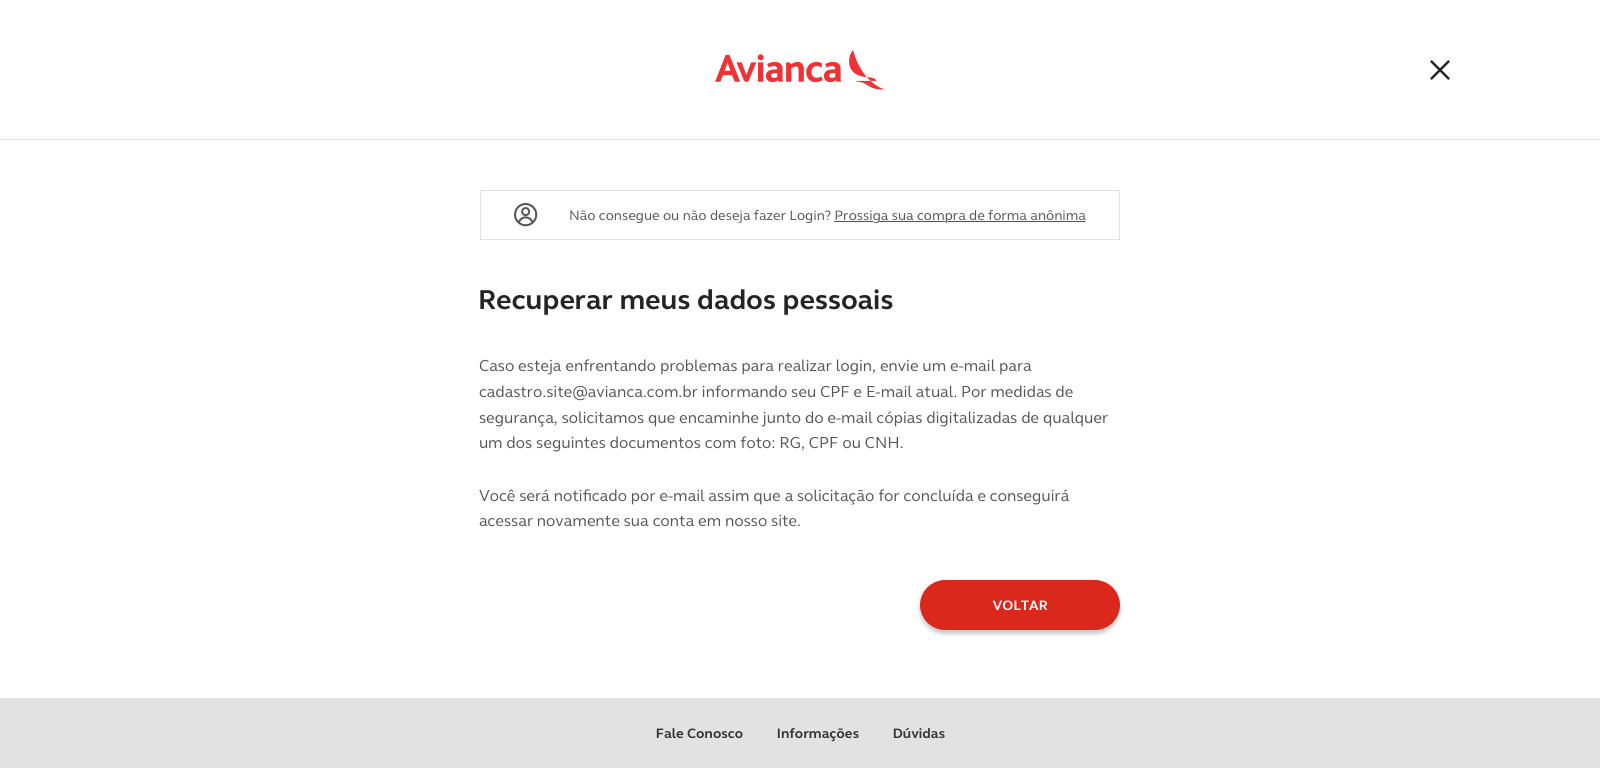 Avianca
Não consegue ou não deseja fazer Login? Prossiga sua compra de forma anônima
Recuperar meus dados pessoais
Caso esteja enfrentando problemas para realizar login, envie um e-mail para
cadastro.site@avianca.com.br informando seu CPF e E-mail atual. Por medidas de
segurança, solicitamos que encaminhe junto do e-mail cópias digitalizadas de qualquer
um dos seguintes documentos com foto: RG, CPF ou CNH.
Você será notificado por e-mail assim que a solicitação for concluída e conseguirá
acessar novamente sua conta em nosso site.
VOLTAR
Fale Conosco Informações Dúvidas